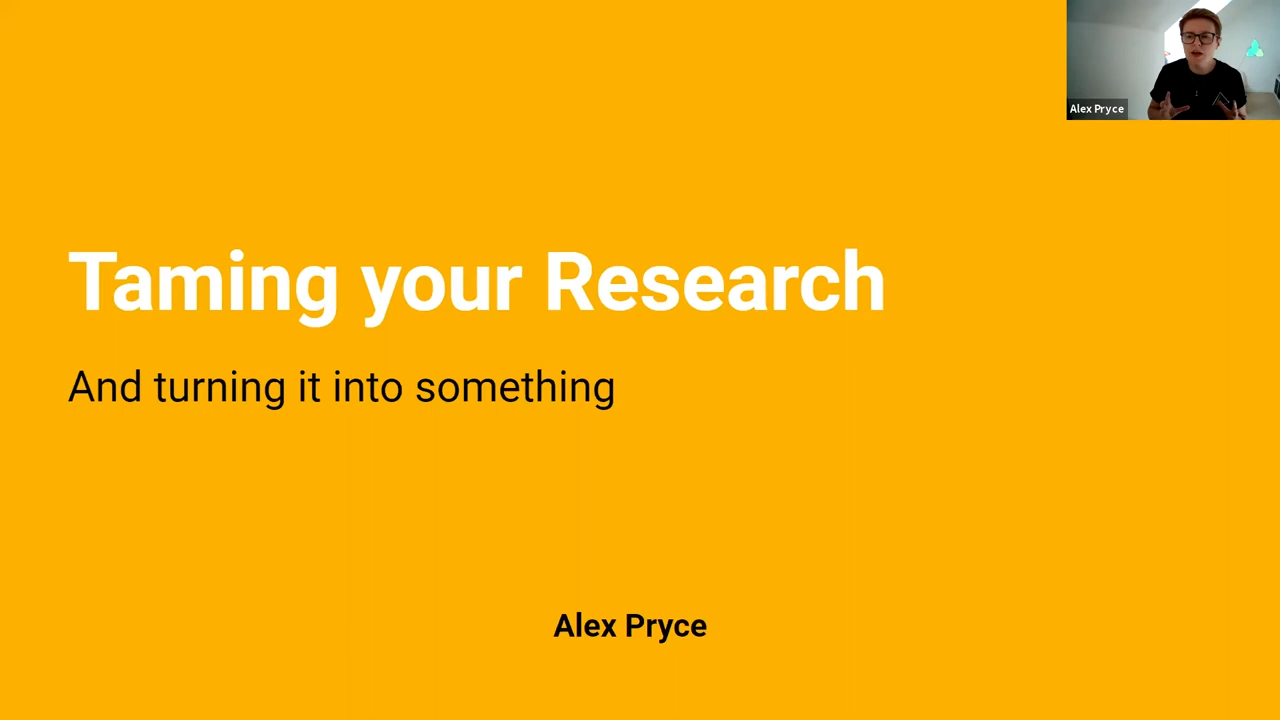 Alex Pryce
Taming your Research
And turning it into something
Alex Pryce